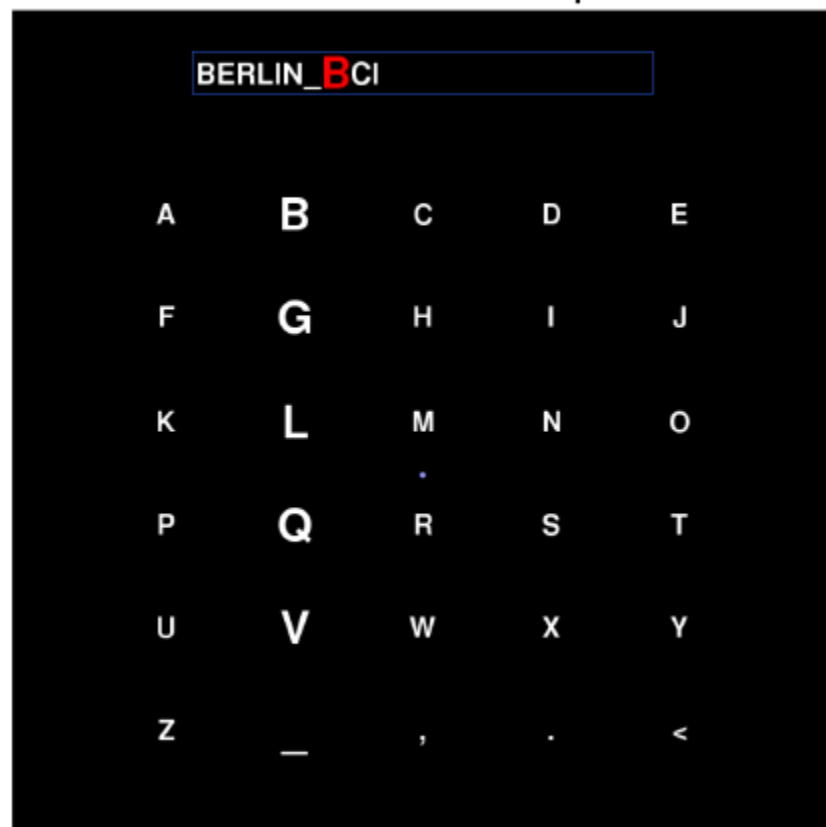 BERLIN_BCI
A B C D E
F G H I J
K L M N O
P Q R S T
U V W X Y
Z _ , . <